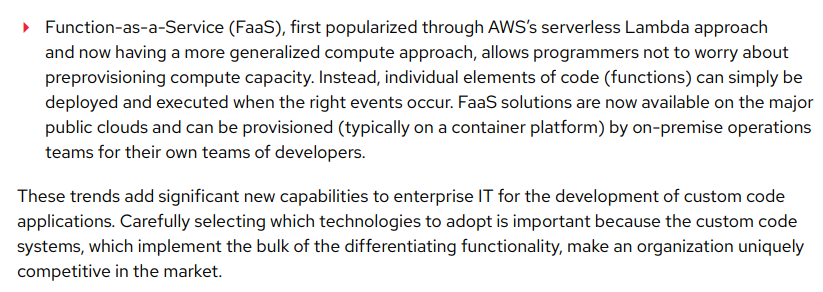 Function-as-a-Service (FaaS), first popularized through AWS’s serverless Lambda approach
and now having a more generalized compute approach, allows programmers not to worry about
preprovisioning compute capacity. Instead, individual elements of code (functions) can simply be
deployed and executed when the right events occur. FaaS solutions are now available on the major
public clouds and can be provisioned (typically on a container platform) by on-premise operations
teams for their own teams of developers.
These trends add significant new capabilities to enterprise IT for the development of custom code
applications. Carefully selecting which technologies to adopt is important because the custom code
systems, which implement the bulk of the differentiating functionality, make an organization uniquely
competitive in the market.